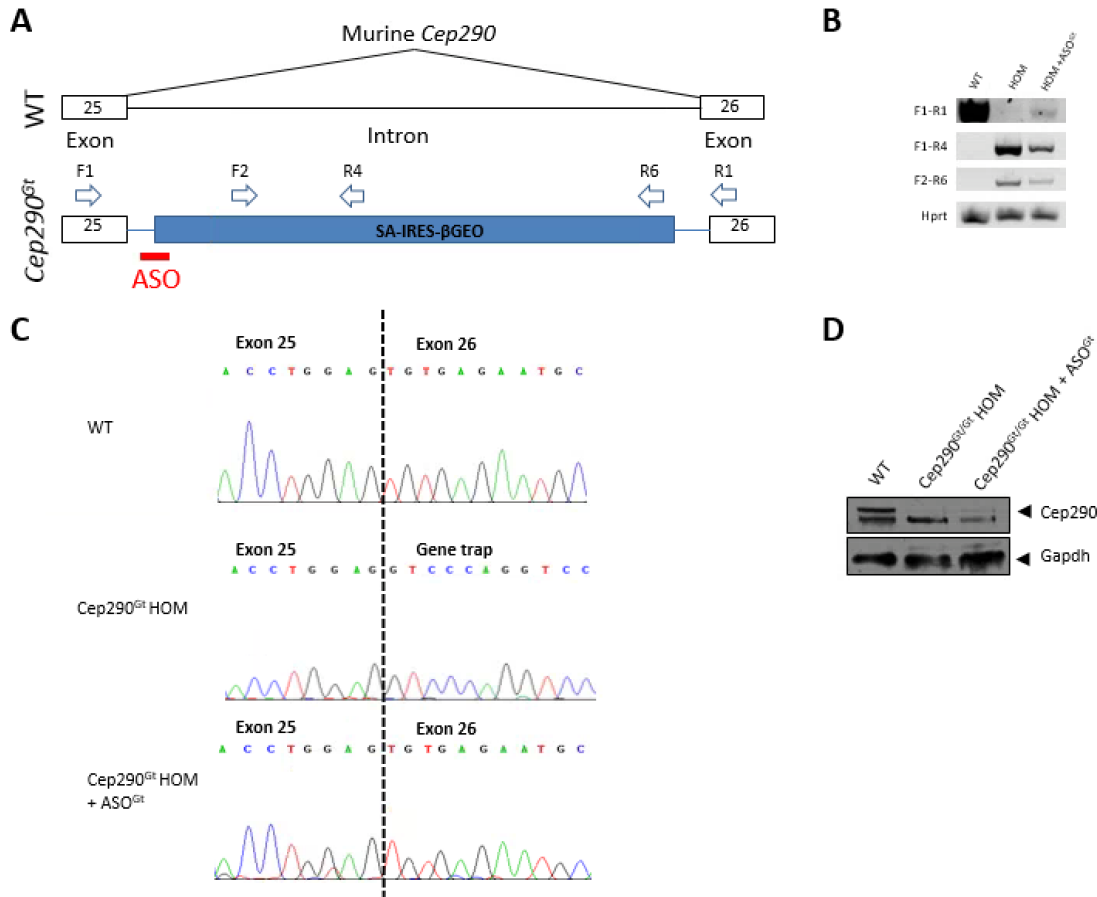 A
Murine Cep290
WT
25
26
Exon
Intron
Exon
Cep290Gt
F1
F2
R4
R6
R1
25
SA-IRES-βGEO
26
ASO
B
WT
HOM
HOM +ASOGt
F1-R1
F1-R4
F2-R6
Hprt
C
Exon 25
Exon 26
A C C T G G A G T G T G A G A A T G C
WT
Exon 25
Gene trap
A C C T G G A G G T C C C A G G T C C
Cep290Gt HOM
Exon 25
Exon 26
A C C T G G A G T G T G A G A A T G C
Cep290Gt HOM
+ ASOGt
D
WT
Cep290Gt/Gt HOM
Cep290Gt/Gt HOM + ASOGt
Cep290
Gapdh